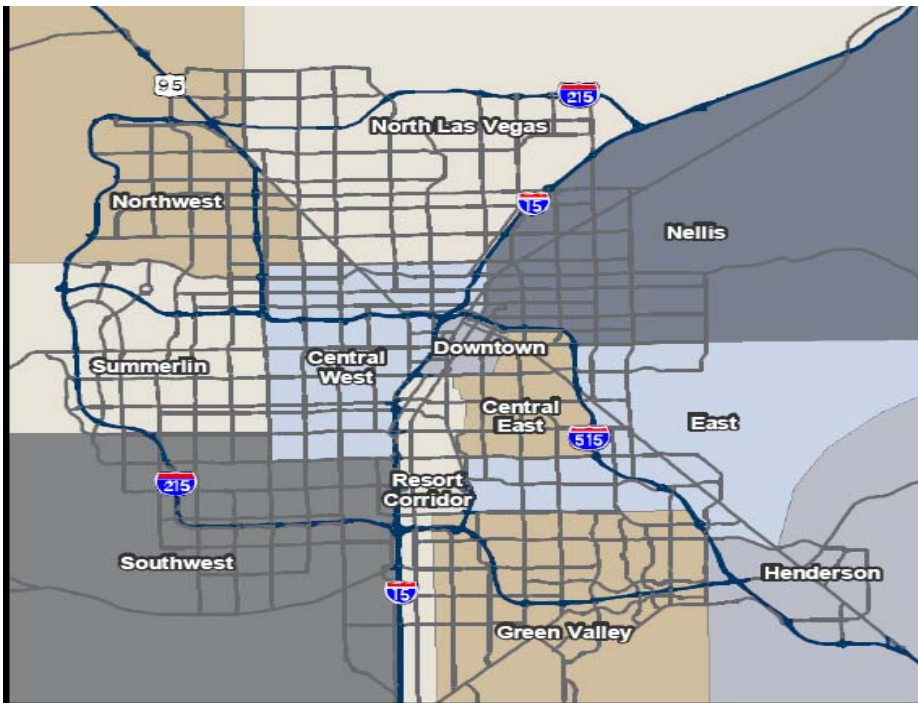 95
215
North Las Vegas
Northwest
15
Nellis
Downtown
Summerlin
Central
West
Central
East
East
515
215
Resort
Corridor
Southwest
Henderson
15
Green Valley